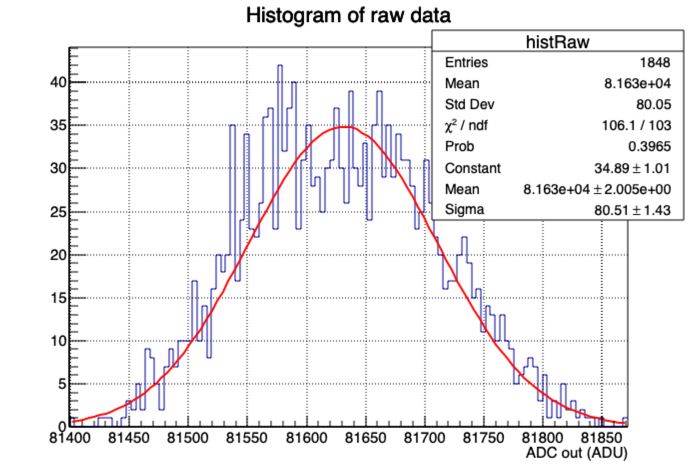 Histogram of raw data
histRaw
Entries 1848
Mean 8.163e+04
Std Dev 80.05
χ² / ndf 106.1 / 103
Prob 0.3965
Constant 34.89 ± 1.01
Mean 8.163e+04 ± 2.005e+00
Sigma 80.51 ± 1.43
40
35
30
25
20
15
10
5
0
81400 81450 81500 81550 81600 81650 81700 81750 81800 81850
ADC out (ADU)